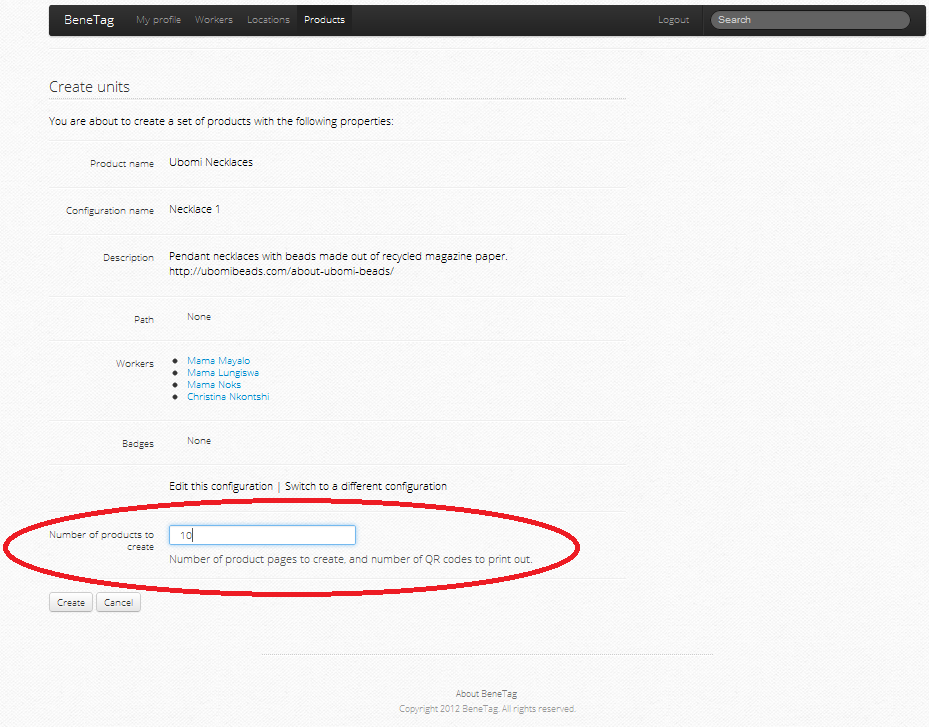 BeneTag My profile Workers Locations Products Logout Search
Create units
You are about to create a set of products with the following properties:
Product name Ubomi Necklaces
Configuration name Necklace 1
Description Pendant necklaces with beads made out of recycled magazine paper.
http://ubomibeads.com/about-ubomi-beads/
Path None
Workers Mama Mayalo
Mama Lungiswa
Mama Noks
Christina Nkontshi
Badges None
Edit this configuration | Switch to a different configuration
Number of products to 10
create
Number of product pages to create, and number of QR codes to print out.
Create Cancel
About BeneTag
Copyright 2012 BeneTag. All rights reserved.